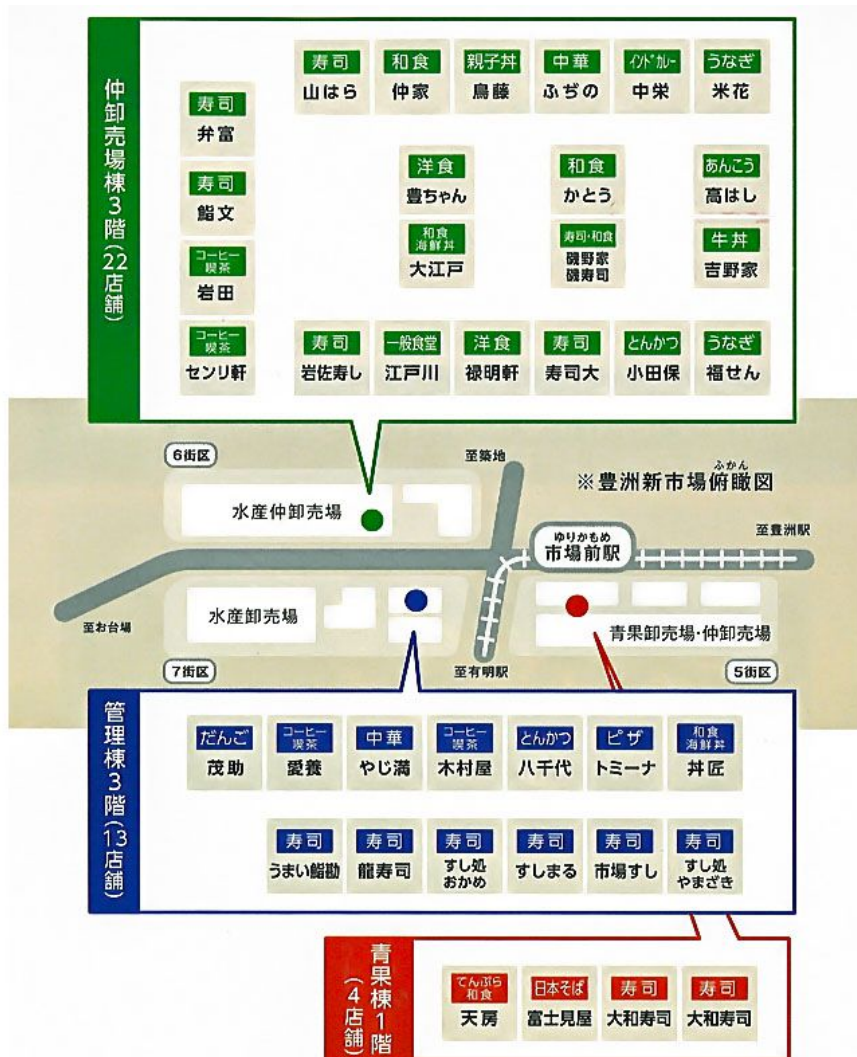 仲卸売場棟3階(22店舗)
寿司
山はら
和食
仲家
親子丼
鳥藤
中華
ふぢの
インドカレー
中栄
うなぎ
米花
寿司
弁富
寿司
鮨文
コーヒー
喫茶
岩田
コーヒー
喫茶
センリ軒
洋食
豊ちゃん
和食
かとう
あんこう
高はし
和食
海鮮丼
大江戸
寿司・和食
磯野家
磯寿司
牛丼
吉野家
寿司
岩佐寿し
一般食堂
江戸川
洋食
禄明軒
寿司
寿司大
とんかつ
小田保
うなぎ
福せん
6街区
至築地
ふかん
※豊洲新市場俯瞰図
水産仲卸売場
ゆりかもめ
市場前駅
至豊洲駅
至お台場
水産卸売場
青果卸売場・仲卸売場
7街区
至有明駅
5街区
管理棟3階(13店舗)
だんご
茂助
コーヒー
喫茶
愛養
中華
やじ満
コーヒー
喫茶
木村屋
とんかつ
八千代
ピザ
トミーナ
和食
海鮮丼
丼匠
寿司
うまい鮨勘
寿司
龍寿司
寿司
すし処
おかめ
寿司
すしまる
寿司
市場すし
寿司
すし処
やまざき
青果棟1階
(4店舗)
てんぷら
和食
天房
日本そば
富士見屋
寿司
大和寿司
寿司
大和寿司